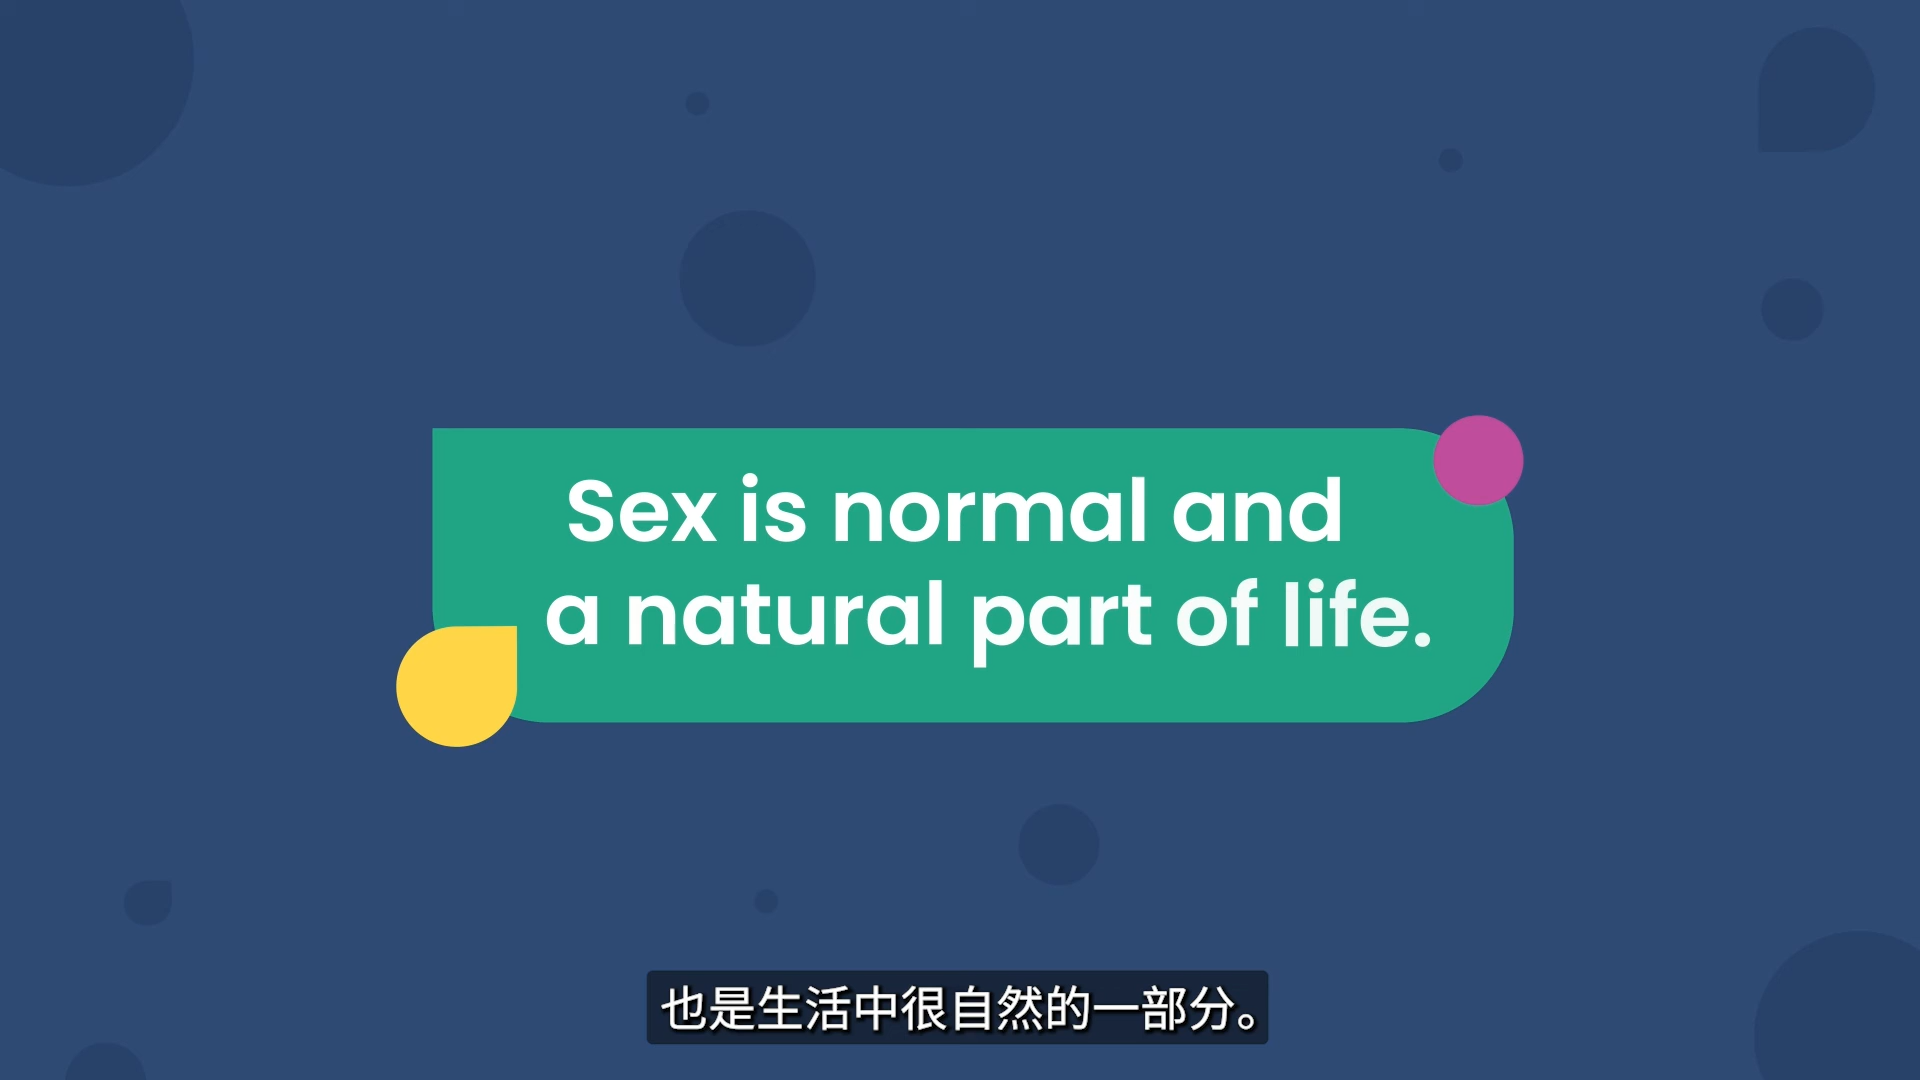 Sex is normal and
a natural part of life.
也是生活中很自然的一部分。